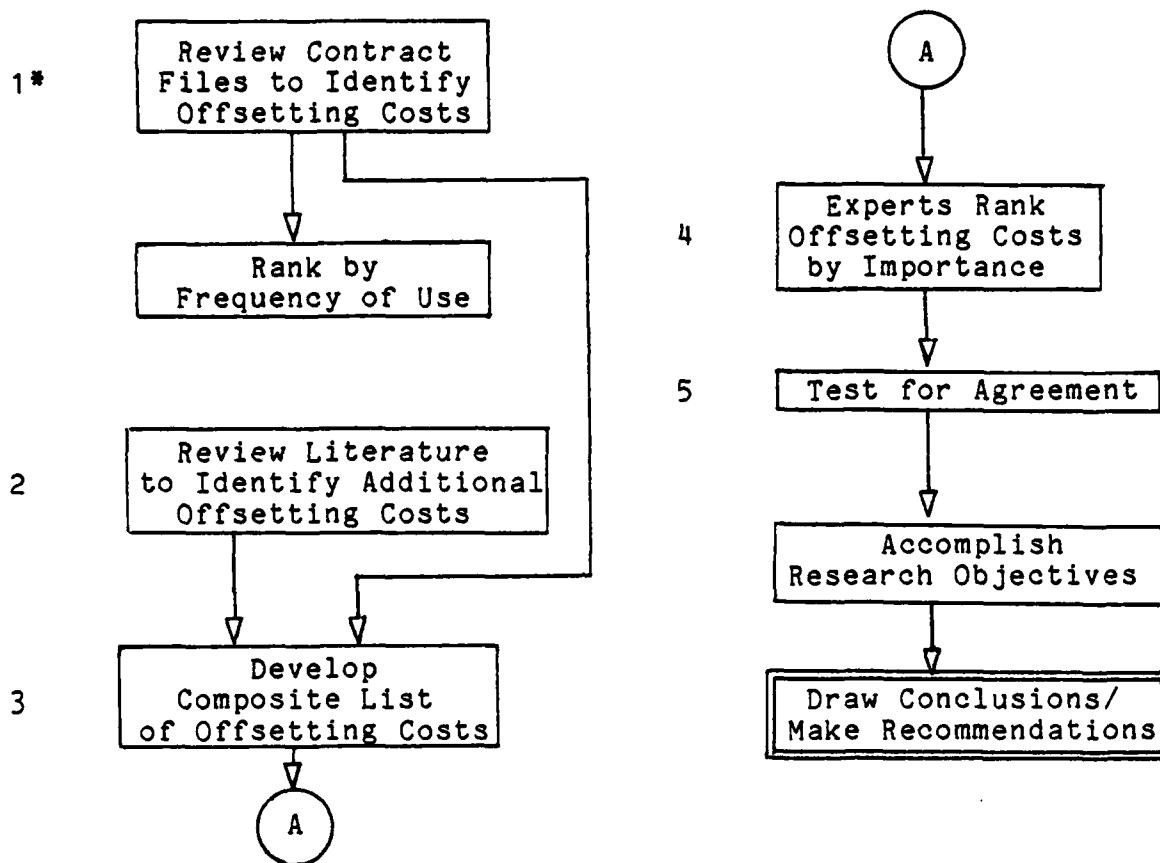 1*
Review Contract
Files to Identify
Offsetting Costs
Rank by
Frequency of Use
2
Review Literature
to Identify Additional
Offsetting Costs
3
Develop
Composite List
of Offsetting Costs
A
A
4
Experts Rank
Offsetting Costs
by Importance
5
Test for Agreement
Accomplish
Research Objectives
Draw Conclusions/
Make Recommendations